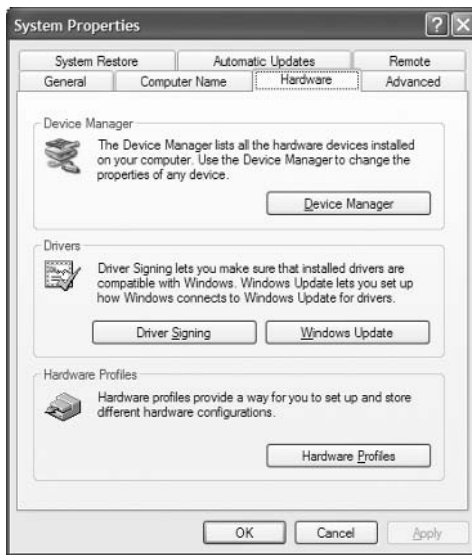 System Properties
System Restore
Automatic Updates
Remote
General
Computer Name
Hardware
Advanced
Device Manager
The Device Manager lists all the hardware devices installed
on your computer. Use the Device Manager to change the
properties of any device.
Device Manager
Drivers
Driver Signing lets you make sure that installed drivers are
compatible with Windows. Windows Update lets you set up
how Windows connects to Windows Update for drivers.
Driver Signing
Windows Update
Hardware Profiles
Hardware profiles provide a way for you to set up and store
different hardware configurations.
Hardware Profiles
OK
Cancel
Apply